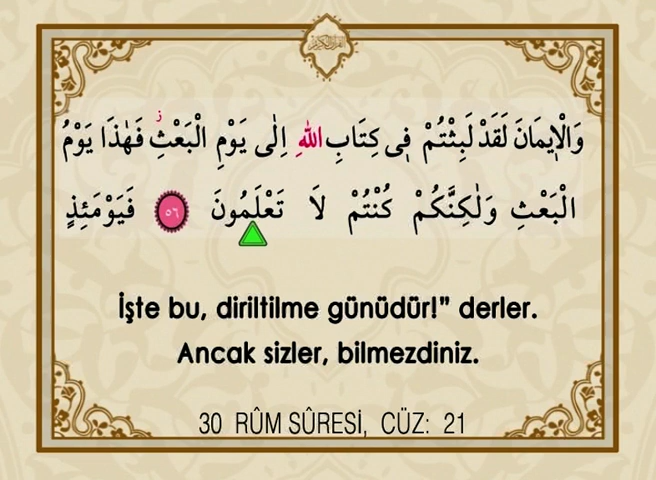 وَالْاِيمَانَ لَقَدْ لَبِثْتُمْ فِى كِتَابِ اللّٰهِ اِلٰى يَوْمِ الْبَعْثِۘ فَهٰذَا يَوْمُ
الْبَعْثِ وَلٰكِنَّكُمْ كُنْتُمْ لَا تَعْلَمُونَ ٥٦ فَيَوْمَئِذٍ
İşte bu, diriltilme günüdür!" derler.
Ancak sizler, bilmezdiniz.
30 RÛM SÛRESİ, CÜZ: 21